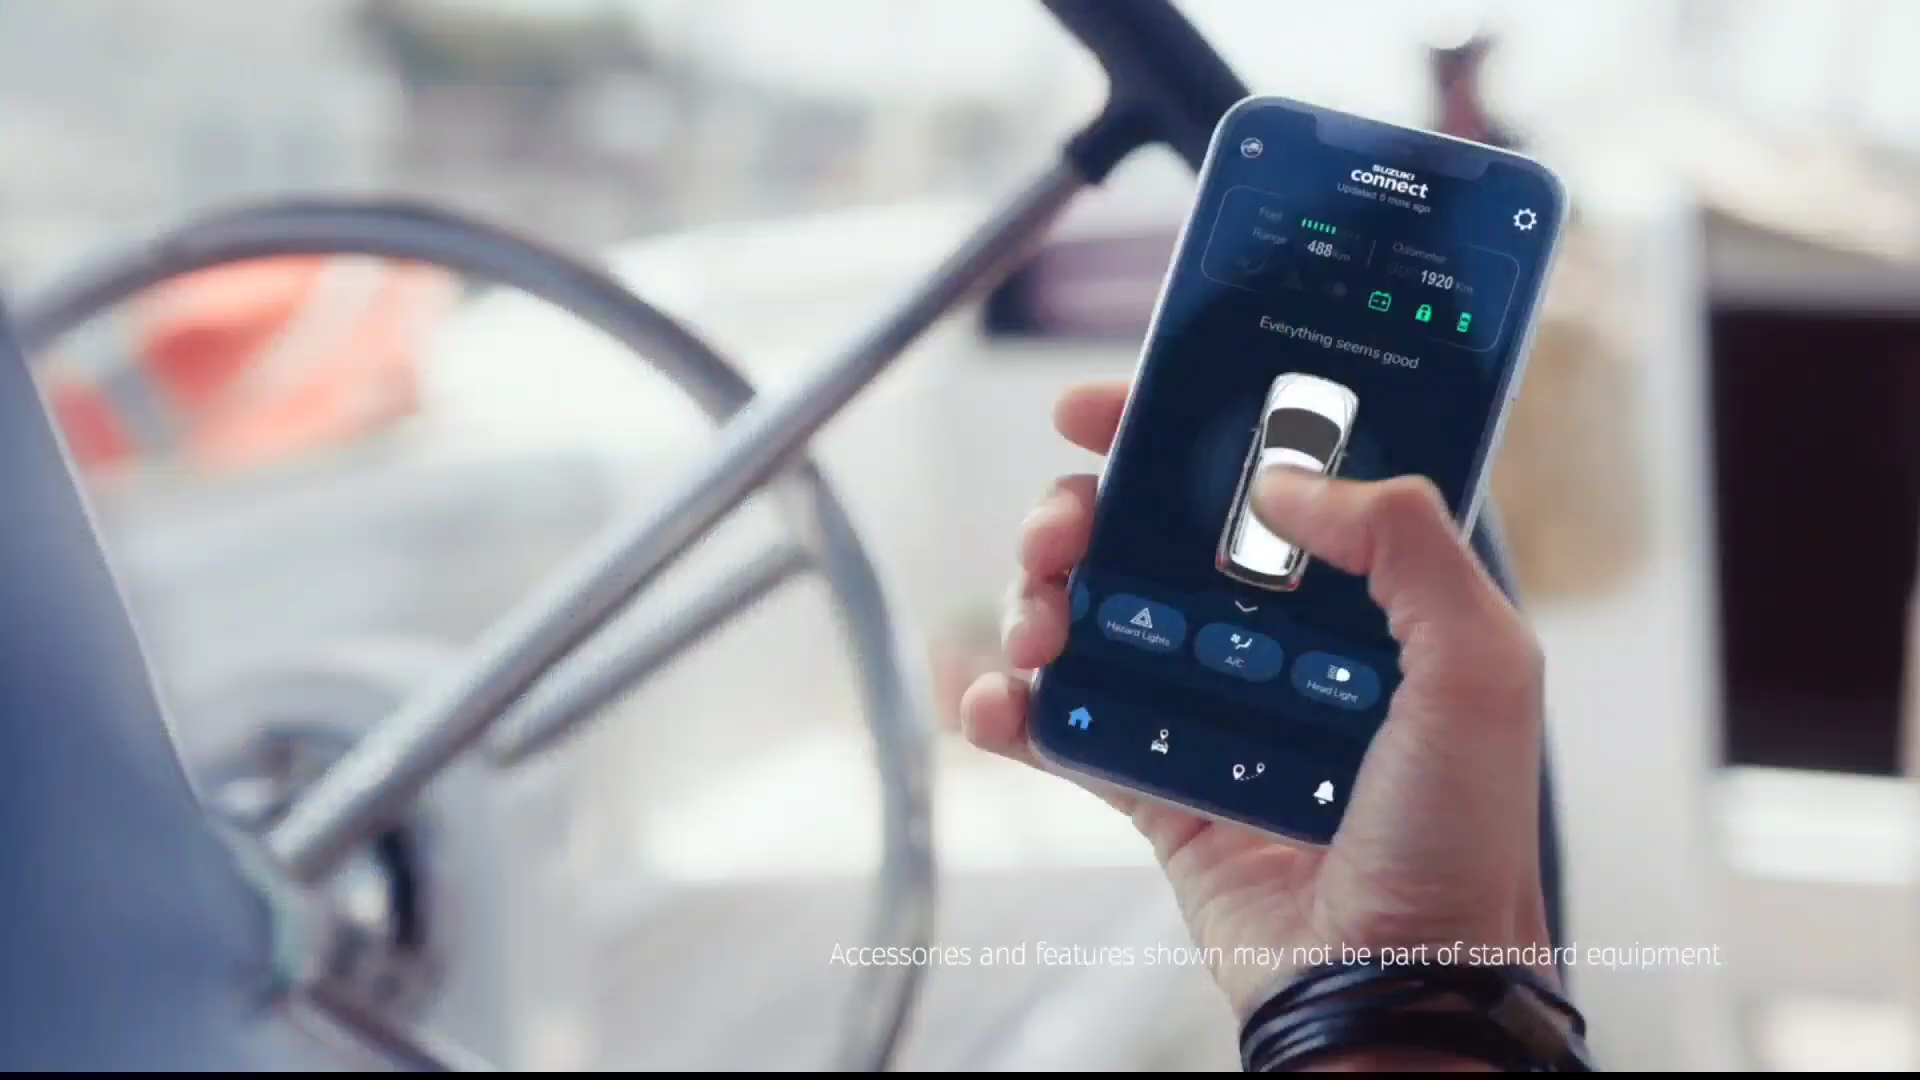 SUZUKI
connect
Updated 5 mins ago
Fuel
Range 488 km
Odometer
1920 Km
Everything seems good
Hazard Lights
A/C
Head Light
Accessories and features shown may not be part of standard equipment.